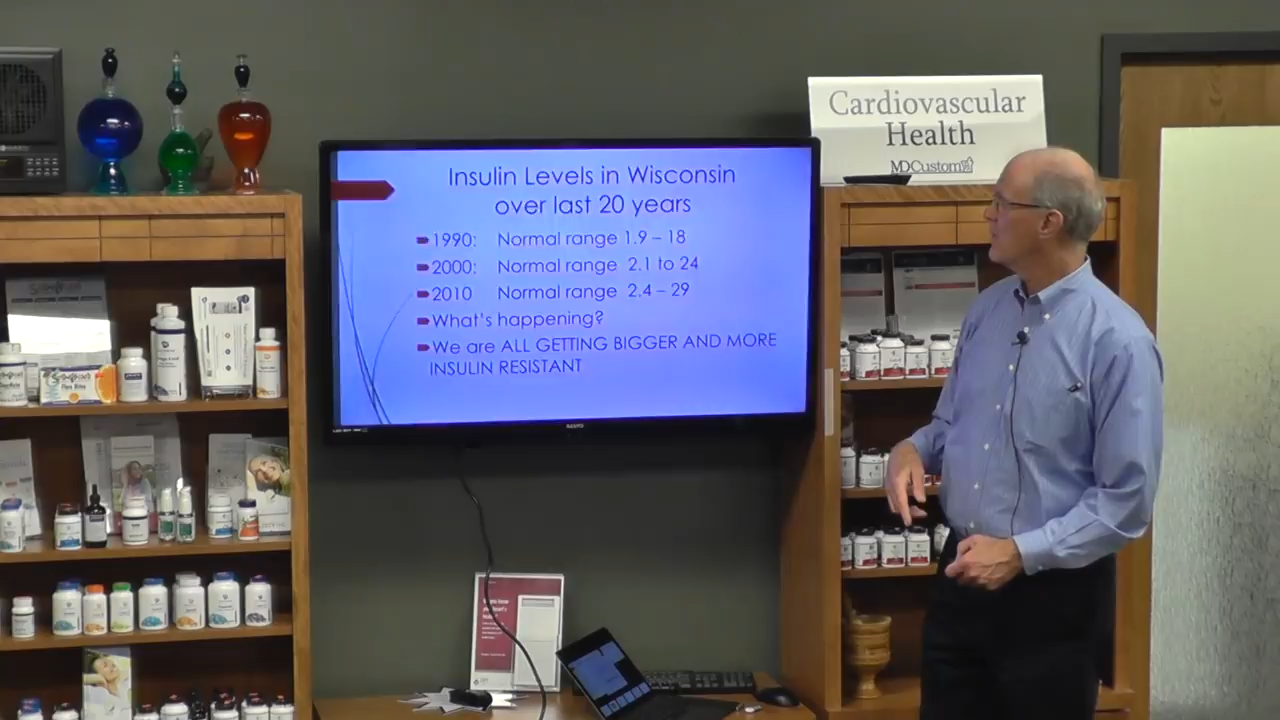 Cardiovascular
Health
MDCustomRx
Insulin Levels in Wisconsin
over last 20 years
1990: Normal range 1.9 – 18
2000: Normal range 2.1 to 24
2010 Normal range 2.4 – 29
What's happening?
We are ALL GETTING BIGGER AND MORE
INSULIN RESISTANT